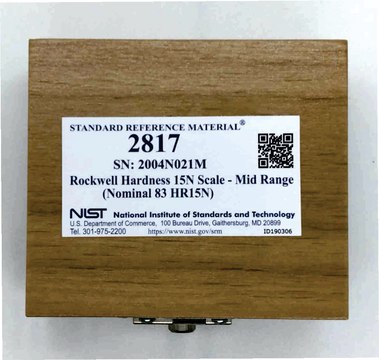 STANDARD REFERENCE MATERIAL®
2817
SN: 2004N021M
Rockwell Hardness 15N Scale - Mid Range
(Nominal 83 HR15N)
NIST National Institute of Standards and Technology
U.S. Department of Commerce, 100 Bureau Drive, Gaithersburg, MD 20899
Tel. 301-975-2200 https://www.nist.gov/srm ID190306